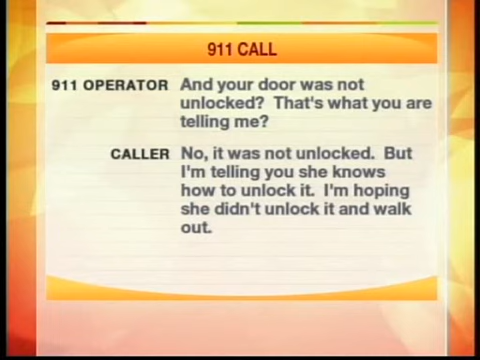 911 CALL
911 OPERATOR And your door was not
unlocked? That's what you are
telling me?
CALLER No, it was not unlocked. But
I'm telling you she knows
how to unlock it. I'm hoping
she didn't unlock it and walk
out.